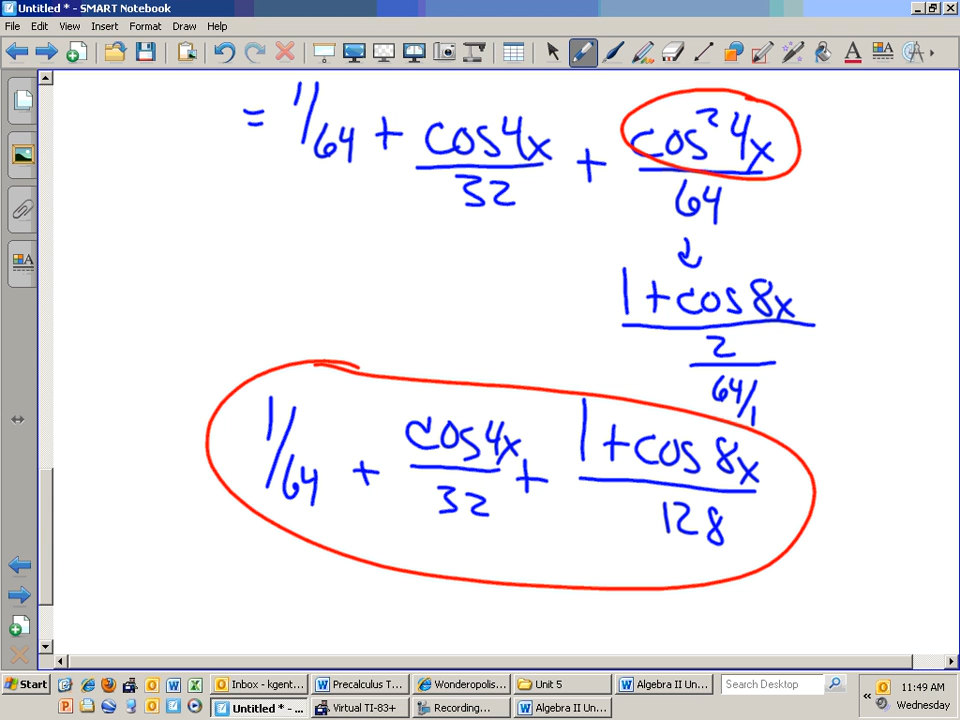 Untitled * - SMART Notebook
File Edit View Insert Format Draw Help
= 1/64 + cos4x/32 + cos²4x/64
1+cos8x
2
64/1
1/64 + cos4x/32 + 1+cos8x/128
Start Inbox - kgent... Precalculus T... Wonderopolis... Unit 5 Algebra II Un... Search Desktop 11:49 AM
Untitled * - ... Virtual TI-83+ Recording... Algebra II Un... Wednesday